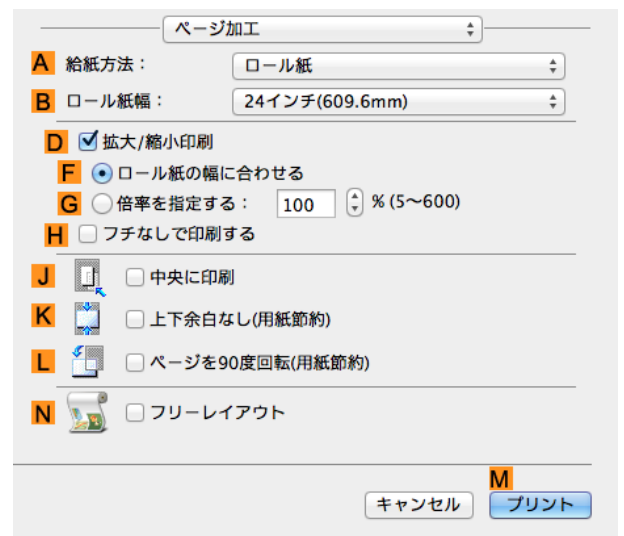 ページ加工
A 給紙方法： ロール紙
B ロール紙幅： 24インチ(609.6mm)
D 拡大/縮小印刷
F ロール紙の幅に合わせる
G 倍率を指定する： 100 % (5〜600)
H フチなしで印刷する
J 中央に印刷
K 上下余白なし(用紙節約)
L ページを90度回転(用紙節約)
N フリーレイアウト
M
キャンセル プリント